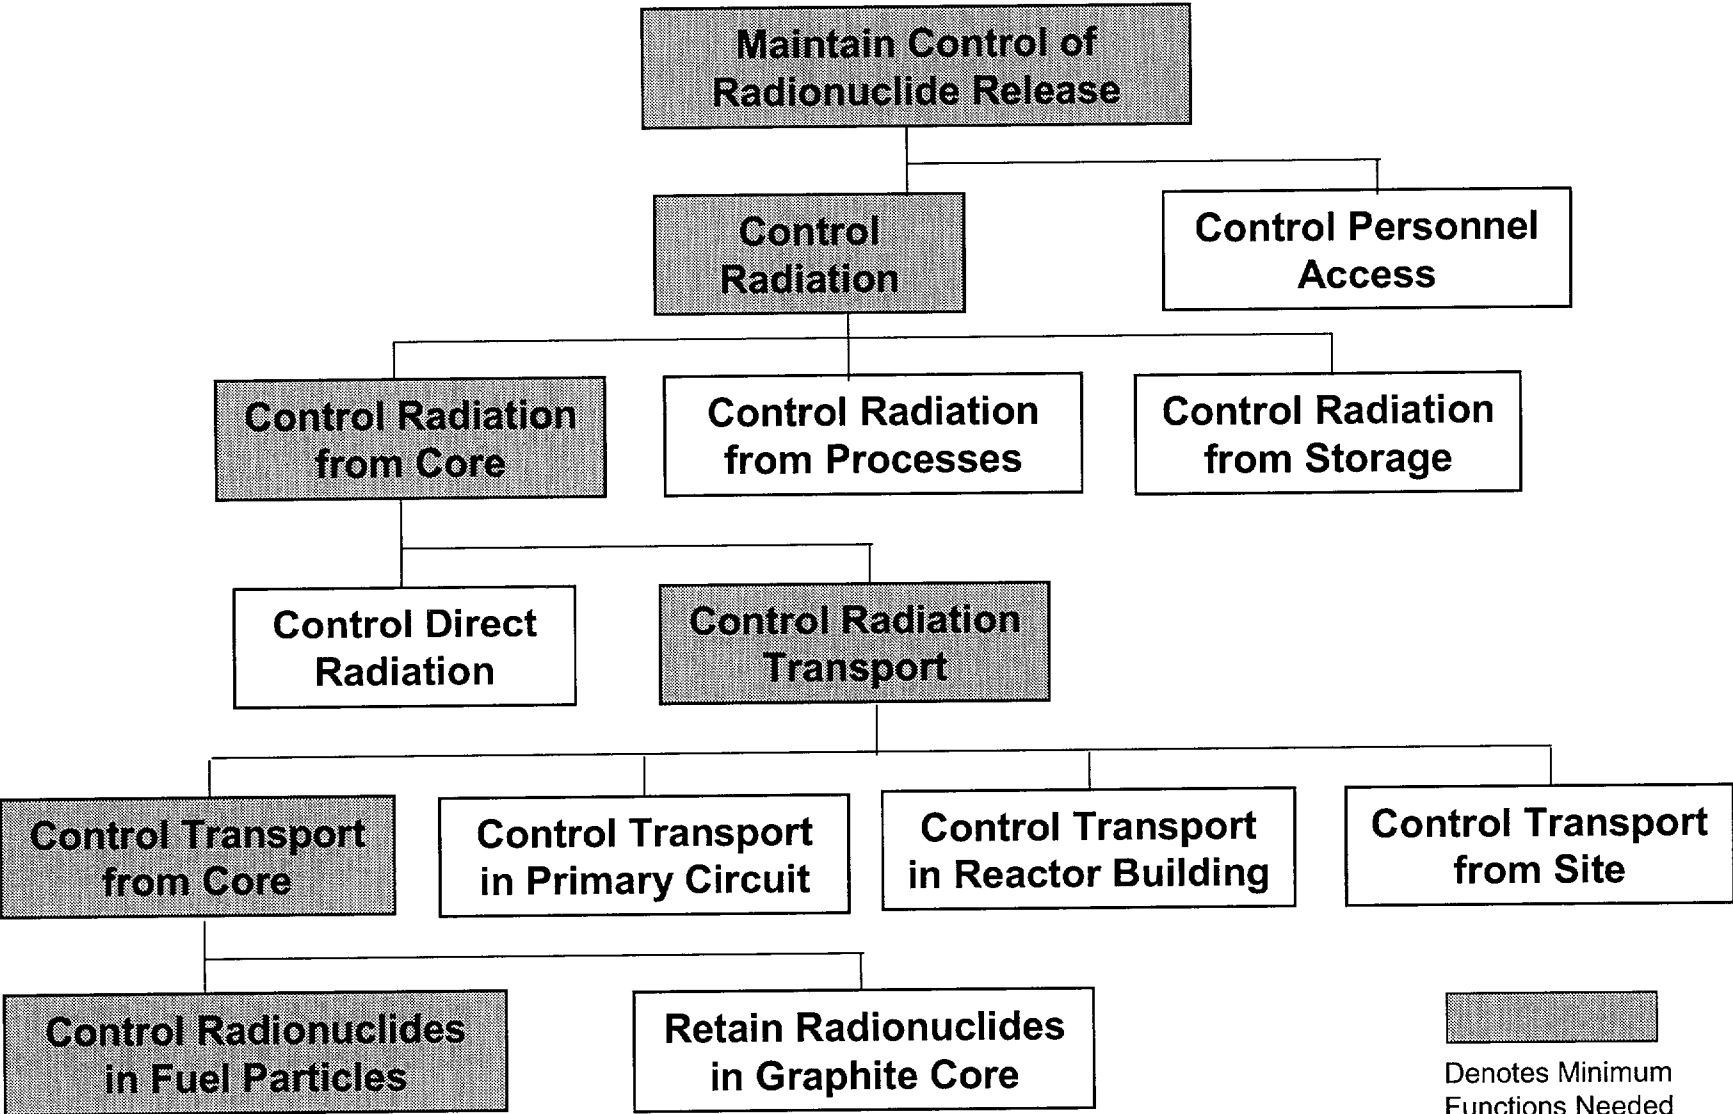 Maintain Control of
Radionuclide Release
Control
Radiation
Control Personnel
Access
Control Radiation
from Core
Control Radiation
from Processes
Control Radiation
from Storage
Control Direct
Radiation
Control Radiation
Transport
Control Transport
from Core
Control Transport
in Primary Circuit
Control Transport
in Reactor Building
Control Transport
from Site
Control Radionuclides
in Fuel Particles
Retain Radionuclides
in Graphite Core
Denotes Minimum
Functions Needed